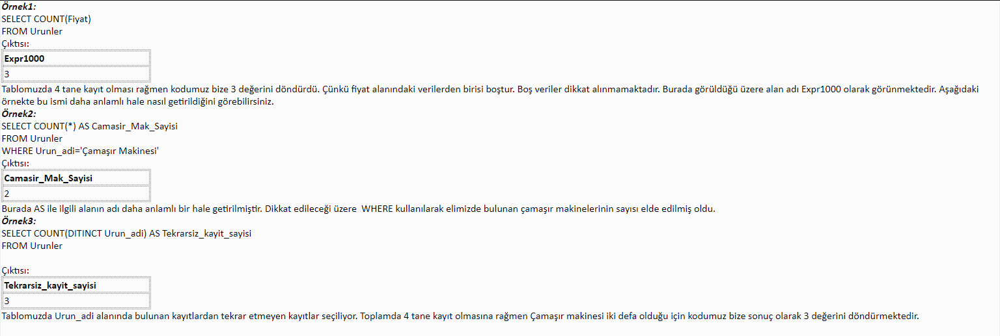 Örnek1:
SELECT COUNT(Fiyat)
FROM Urunler
Çıktısı:
Expr1000
3
Tablomuzda 4 tane kayıt olması rağmen kodumuz bize 3 değerini döndürdü. Çünkü fiyat alanındaki verilerden birisi boştur. Boş veriler dikkat alınmamaktadır. Burada görüldüğü üzere alan adı Expr1000 olarak görünmektedir. Aşağıdaki
örnekte bu ismi daha anlamlı hale nasıl getirildiğini görebilirsiniz.
Örnek2:
SELECT COUNT(*) AS Camasir_Mak_Sayisi
FROM Urunler
WHERE Urun_adi='Çamaşır Makinesi'
Çıktısı:
Camasir_Mak_Sayisi
2
Burada AS ile ilgili alanın adı daha anlamlı bir hale getirilmiştir. Dikkat edileceği üzere  WHERE kullanılarak elimizde bulunan çamaşır makinelerinin sayısı elde edilmiş oldu.
Örnek3:
SELECT COUNT(DITINCT Urun_adi) AS Tekrarsiz_kayit_sayisi
FROM Urunler
Çıktısı:
Tekrarsiz_kayit_sayisi
3
Tablomuzda Urun_adi alanında bulunan kayıtlardan tekrar etmeyen kayıtlar seçiliyor. Toplamda 4 tane kayıt olmasına rağmen Çamaşır makinesi iki defa olduğu için kodumuz bize sonuç olarak 3 değerini döndürmektedir.